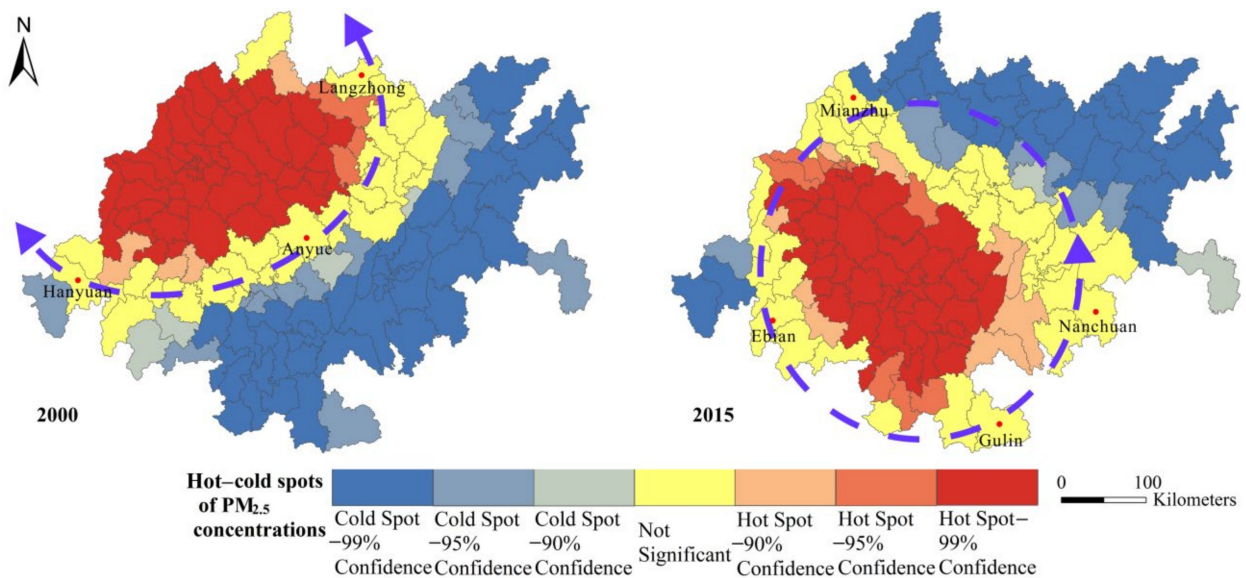 N
Langzhong
Mianzhu
Anyue
Hanyuan
Nanchuan
Ebian
2000
2015
Gulin
Hot–cold spots
of PM2.5
concentrations
0 100
Kilometers
Cold Spot
–99%
Confidence
Cold Spot
–95%
Confidence
Cold Spot
–90%
Confidence
Not
Significant
Hot Spot
–90%
Confidence
Hot Spot
–95%
Confidence
Hot Spot–
99%
Confidence